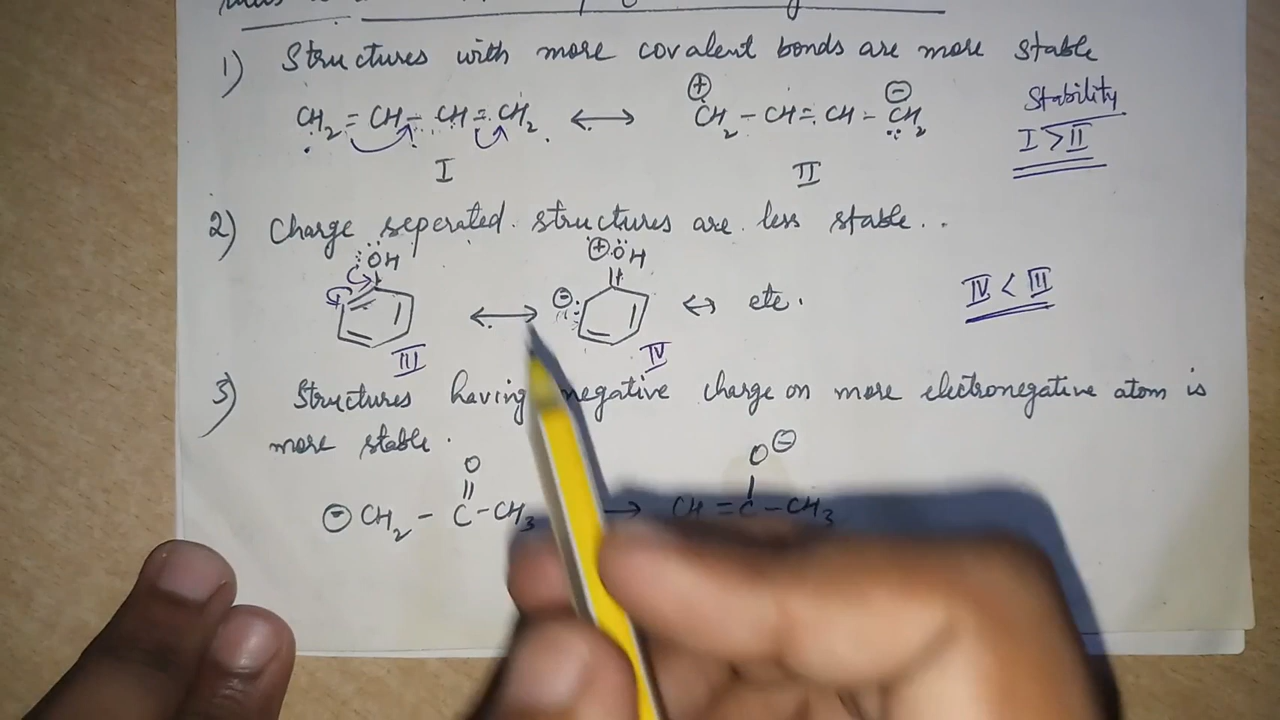 1) Structures with more covalent bonds are more stable
CH2 = CH - CH = CH2 ↔ ⊕CH2 - CH = CH - ⊖CH2
Stability
I > II
I II
2) Charge seperated structures are less stable..
OH ↔ ⊕ OH ⊖ ↔ etc.
IV < III
III IV
3) Structures having negative charge on more electronegative atom is
more stable.
O O⊖
⊖ CH2 - C - CH3 → CH = C - CH3